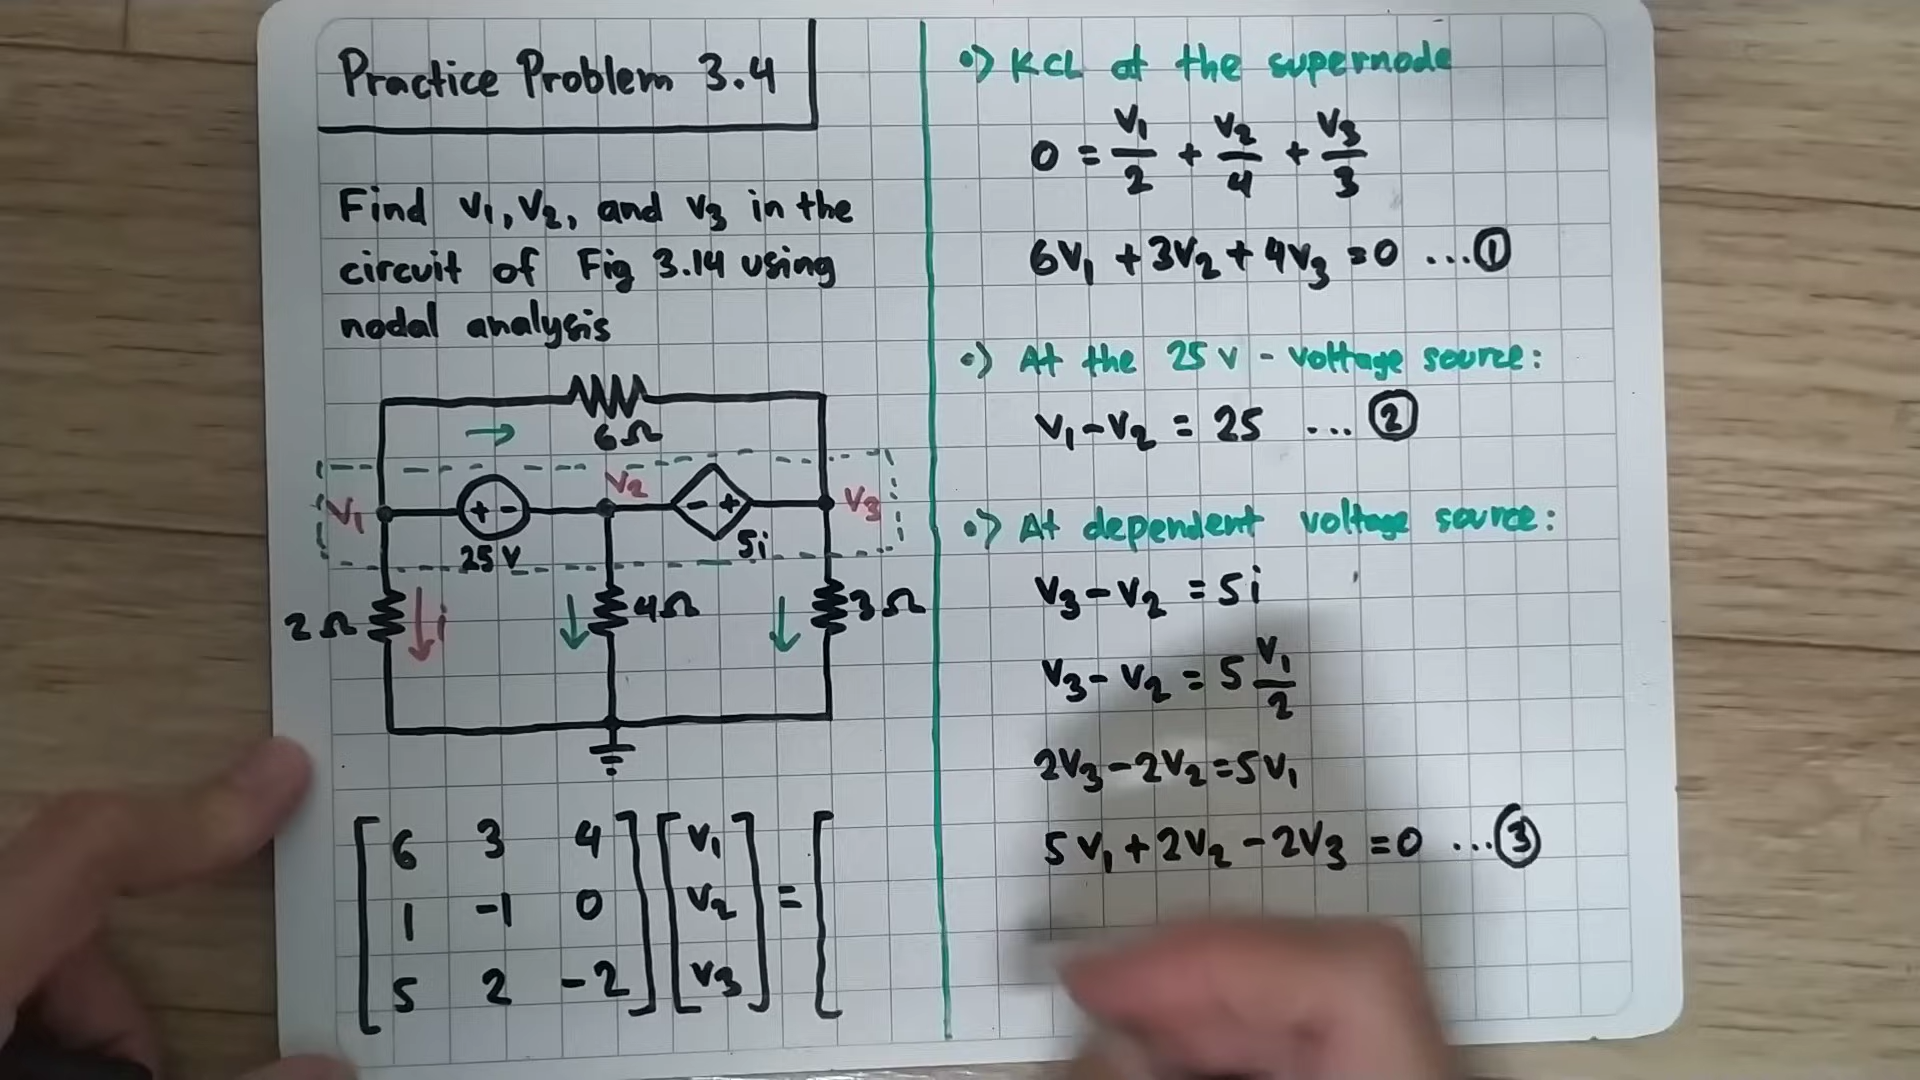 Practice Problem 3.4
Find v₁, v₂, and v₃ in the
circuit of Fig 3.14 using
nodal analysis
6Ω
v₁
+ -
25 V
v₂
- +
5i
v₃
2Ω
i
4Ω
3Ω
[6 3 4] [v₁] = [
[1 -1 0] [v₂]
[5 2 -2] [v₃]
•) KCL at the supernode
0 = v₁/2 + v₂/4 + v₃/3
6v₁ + 3v₂ + 4v₃ = 0 ...①
•) At the 25 V - voltage source:
v₁ - v₂ = 25 ... ②
•) At dependent voltage source:
v₃ - v₂ = 5i
v₃ - v₂ = 5 v₁/2
2v₃ - 2v₂ = 5v₁
5v₁ + 2v₂ - 2v₃ = 0 ...③